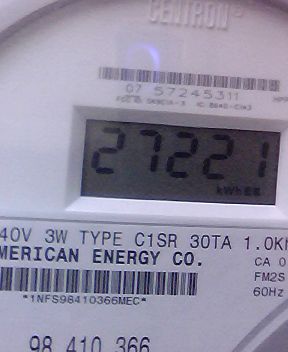 CENTRON®
07 57245311
27221
kWh
40V 3W TYPE C1SR 30TA 1.0K
MERICAN ENERGY CO.
CA 0
FM2S
60Hz
*1NFS98410366MEC*
98 410 366